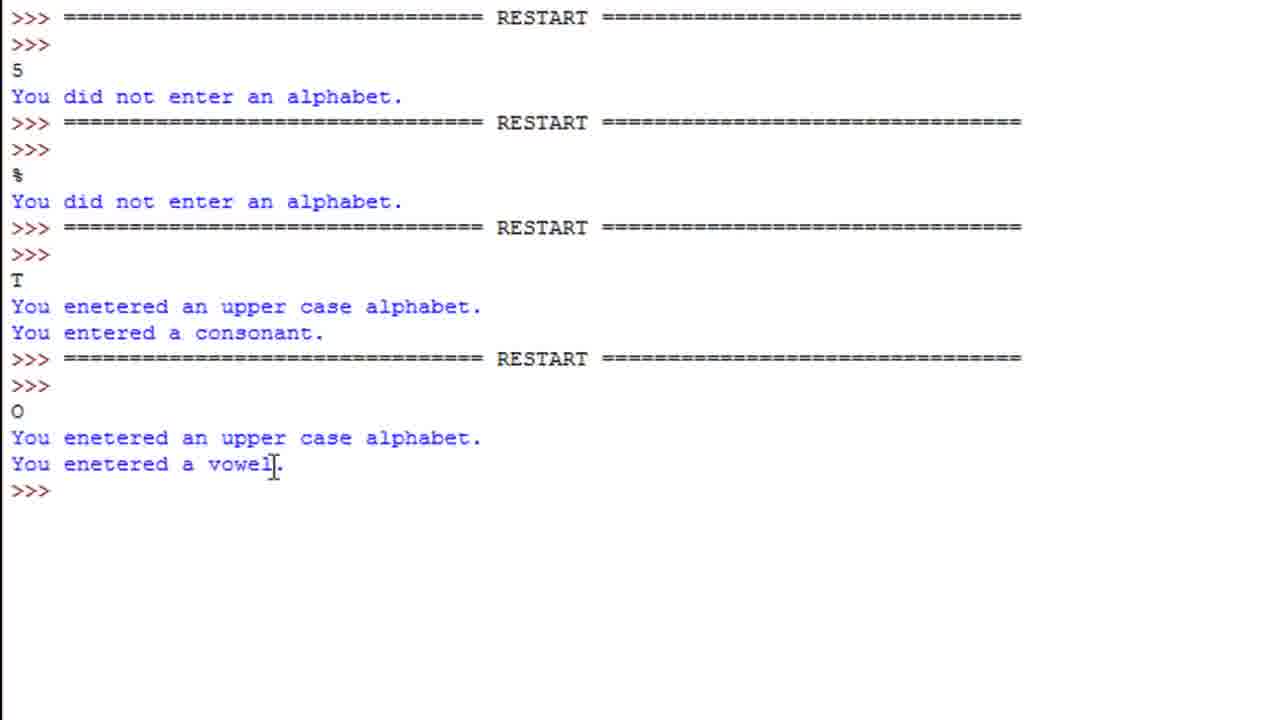 >>> ================================ RESTART ================================
>>>
5
You did not enter an alphabet.
>>> ================================ RESTART ================================
>>>
%
You did not enter an alphabet.
>>> ================================ RESTART ================================
>>>
T
You enetered an upper case alphabet.
You entered a consonant.
>>> ================================ RESTART ================================
>>>
O
You enetered an upper case alphabet.
You enetered a vowel.
>>>